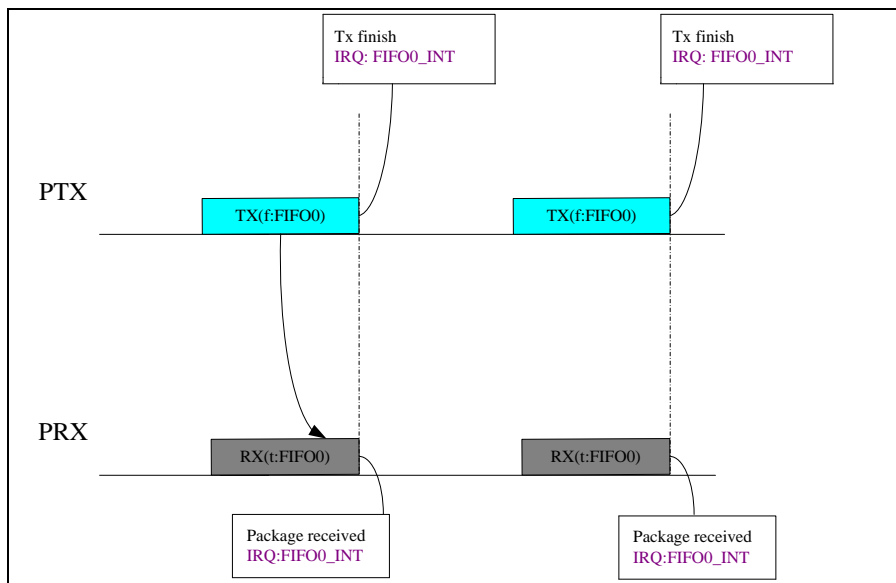 Tx finish
IRQ: FIFO0_INT
Tx finish
IRQ: FIFO0_INT
PTX
TX(f:FIFO0)
TX(f:FIFO0)
PRX
RX(t:FIFO0)
RX(t:FIFO0)
Package received
IRQ:FIFO0_INT
Package received
IRQ:FIFO0_INT